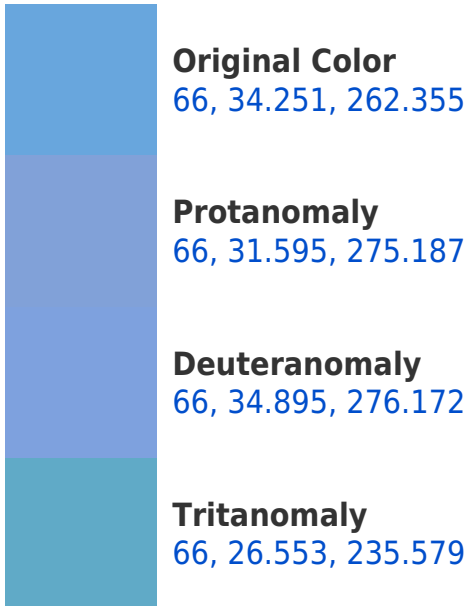 Original Color
66, 34.251, 262.355
Protanomaly
66, 31.595, 275.187
Deuteranomaly
66, 34.895, 276.172
Tritanomaly
66, 26.553, 235.579